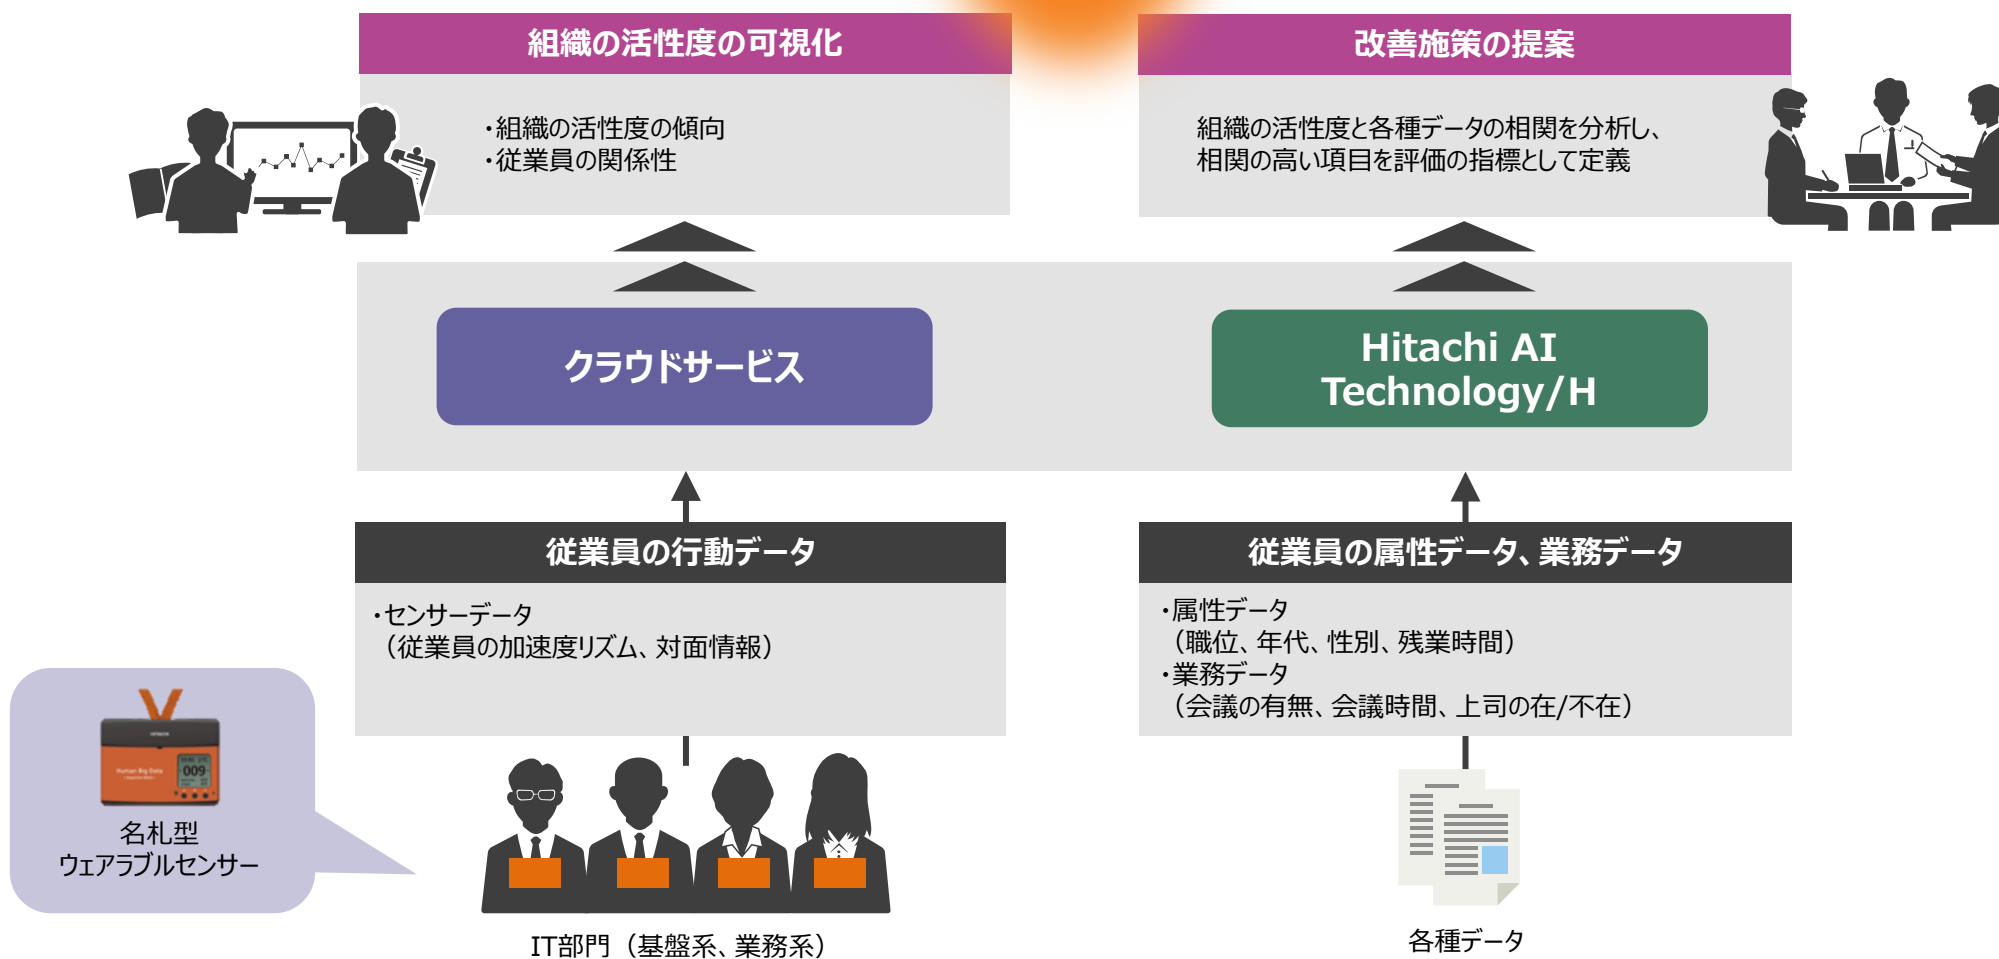 組織の活性度の可視化
・組織の活性度の傾向
・従業員の関係性
改善施策の提案
組織の活性度と各種データの相関を分析し、
相関の高い項目を評価の指標として定義
クラウドサービス
Hitachi AI
Technology/H
従業員の行動データ
・センサーデータ
（従業員の加速度リズム、対面情報）
従業員の属性データ、業務データ
・属性データ
（職位、年代、性別、残業時間）
・業務データ
（会議の有無、会議時間、上司の在/不在）
HITACHI
Human Big Data
009
名札型
ウェアラブルセンサー
IT部門（基盤系、業務系）
各種データ